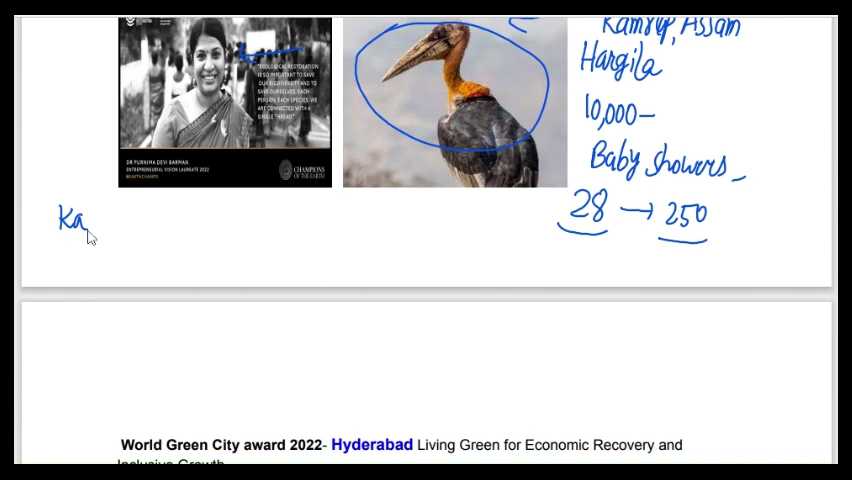 "ECOLOGICAL RESTORATION
IS SO IMPORTANT TO SAVE
OUR BIODIVERSITY AND TO
SAVE OURSELVES. EACH
PERSON, EACH SPECIES, WE
ARE CONNECTED WITH A
SINGLE THREAD."
DR PURNIMA DEVI BARMAN
ENTREPRENEURIAL VISION LAUREATE 2022
#EARTHCHAMPS
CHAMPIONS
OF THE EARTH
Kamrup, Assam
Hargila
10,000-
Baby showers -
28 → 250
Ka
World Green City award 2022- Hyderabad Living Green for Economic Recovery and
Inclusive Growth